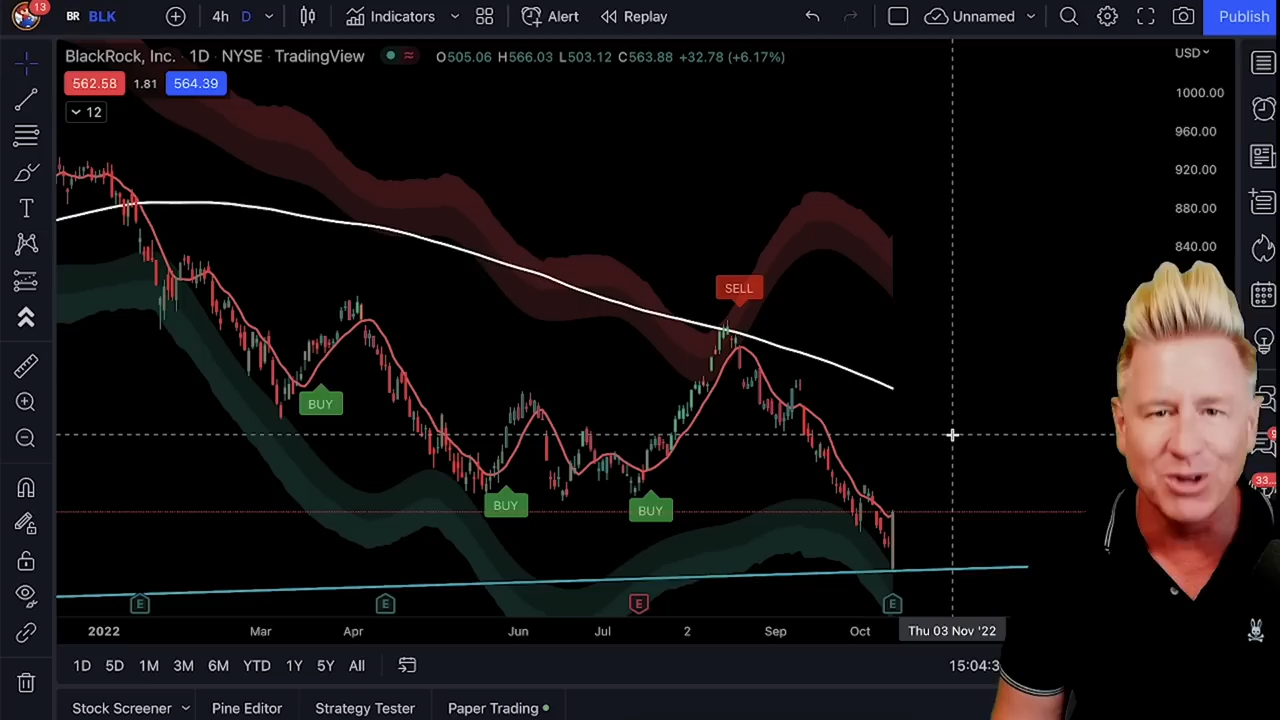 13 BR BLK 4h D Indicators Alert Replay Unnamed Publish
BlackRock, Inc. · 1D · NYSE · TradingView O505.06 H566.03 L503.12 C563.88 +32.78 (+6.17%) USD
562.58 1.81 564.39
1000.00
12
960.00
920.00
880.00
840.00
SELL
BUY
BUY
BUY
33...
E E E E
2022 Mar Apr Jun Jul 2 Sep Oct Thu 03 Nov '22
1D 5D 1M 3M 6M YTD 1Y 5Y All 15:04:3
Stock Screener Pine Editor Strategy Tester Paper Trading